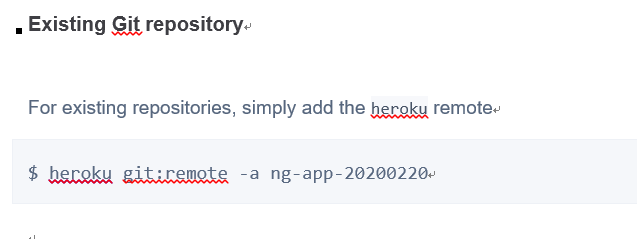 Existing Git repository
For existing repositories, simply add the heroku remote
$ heroku git:remote -a ng-app-20200220